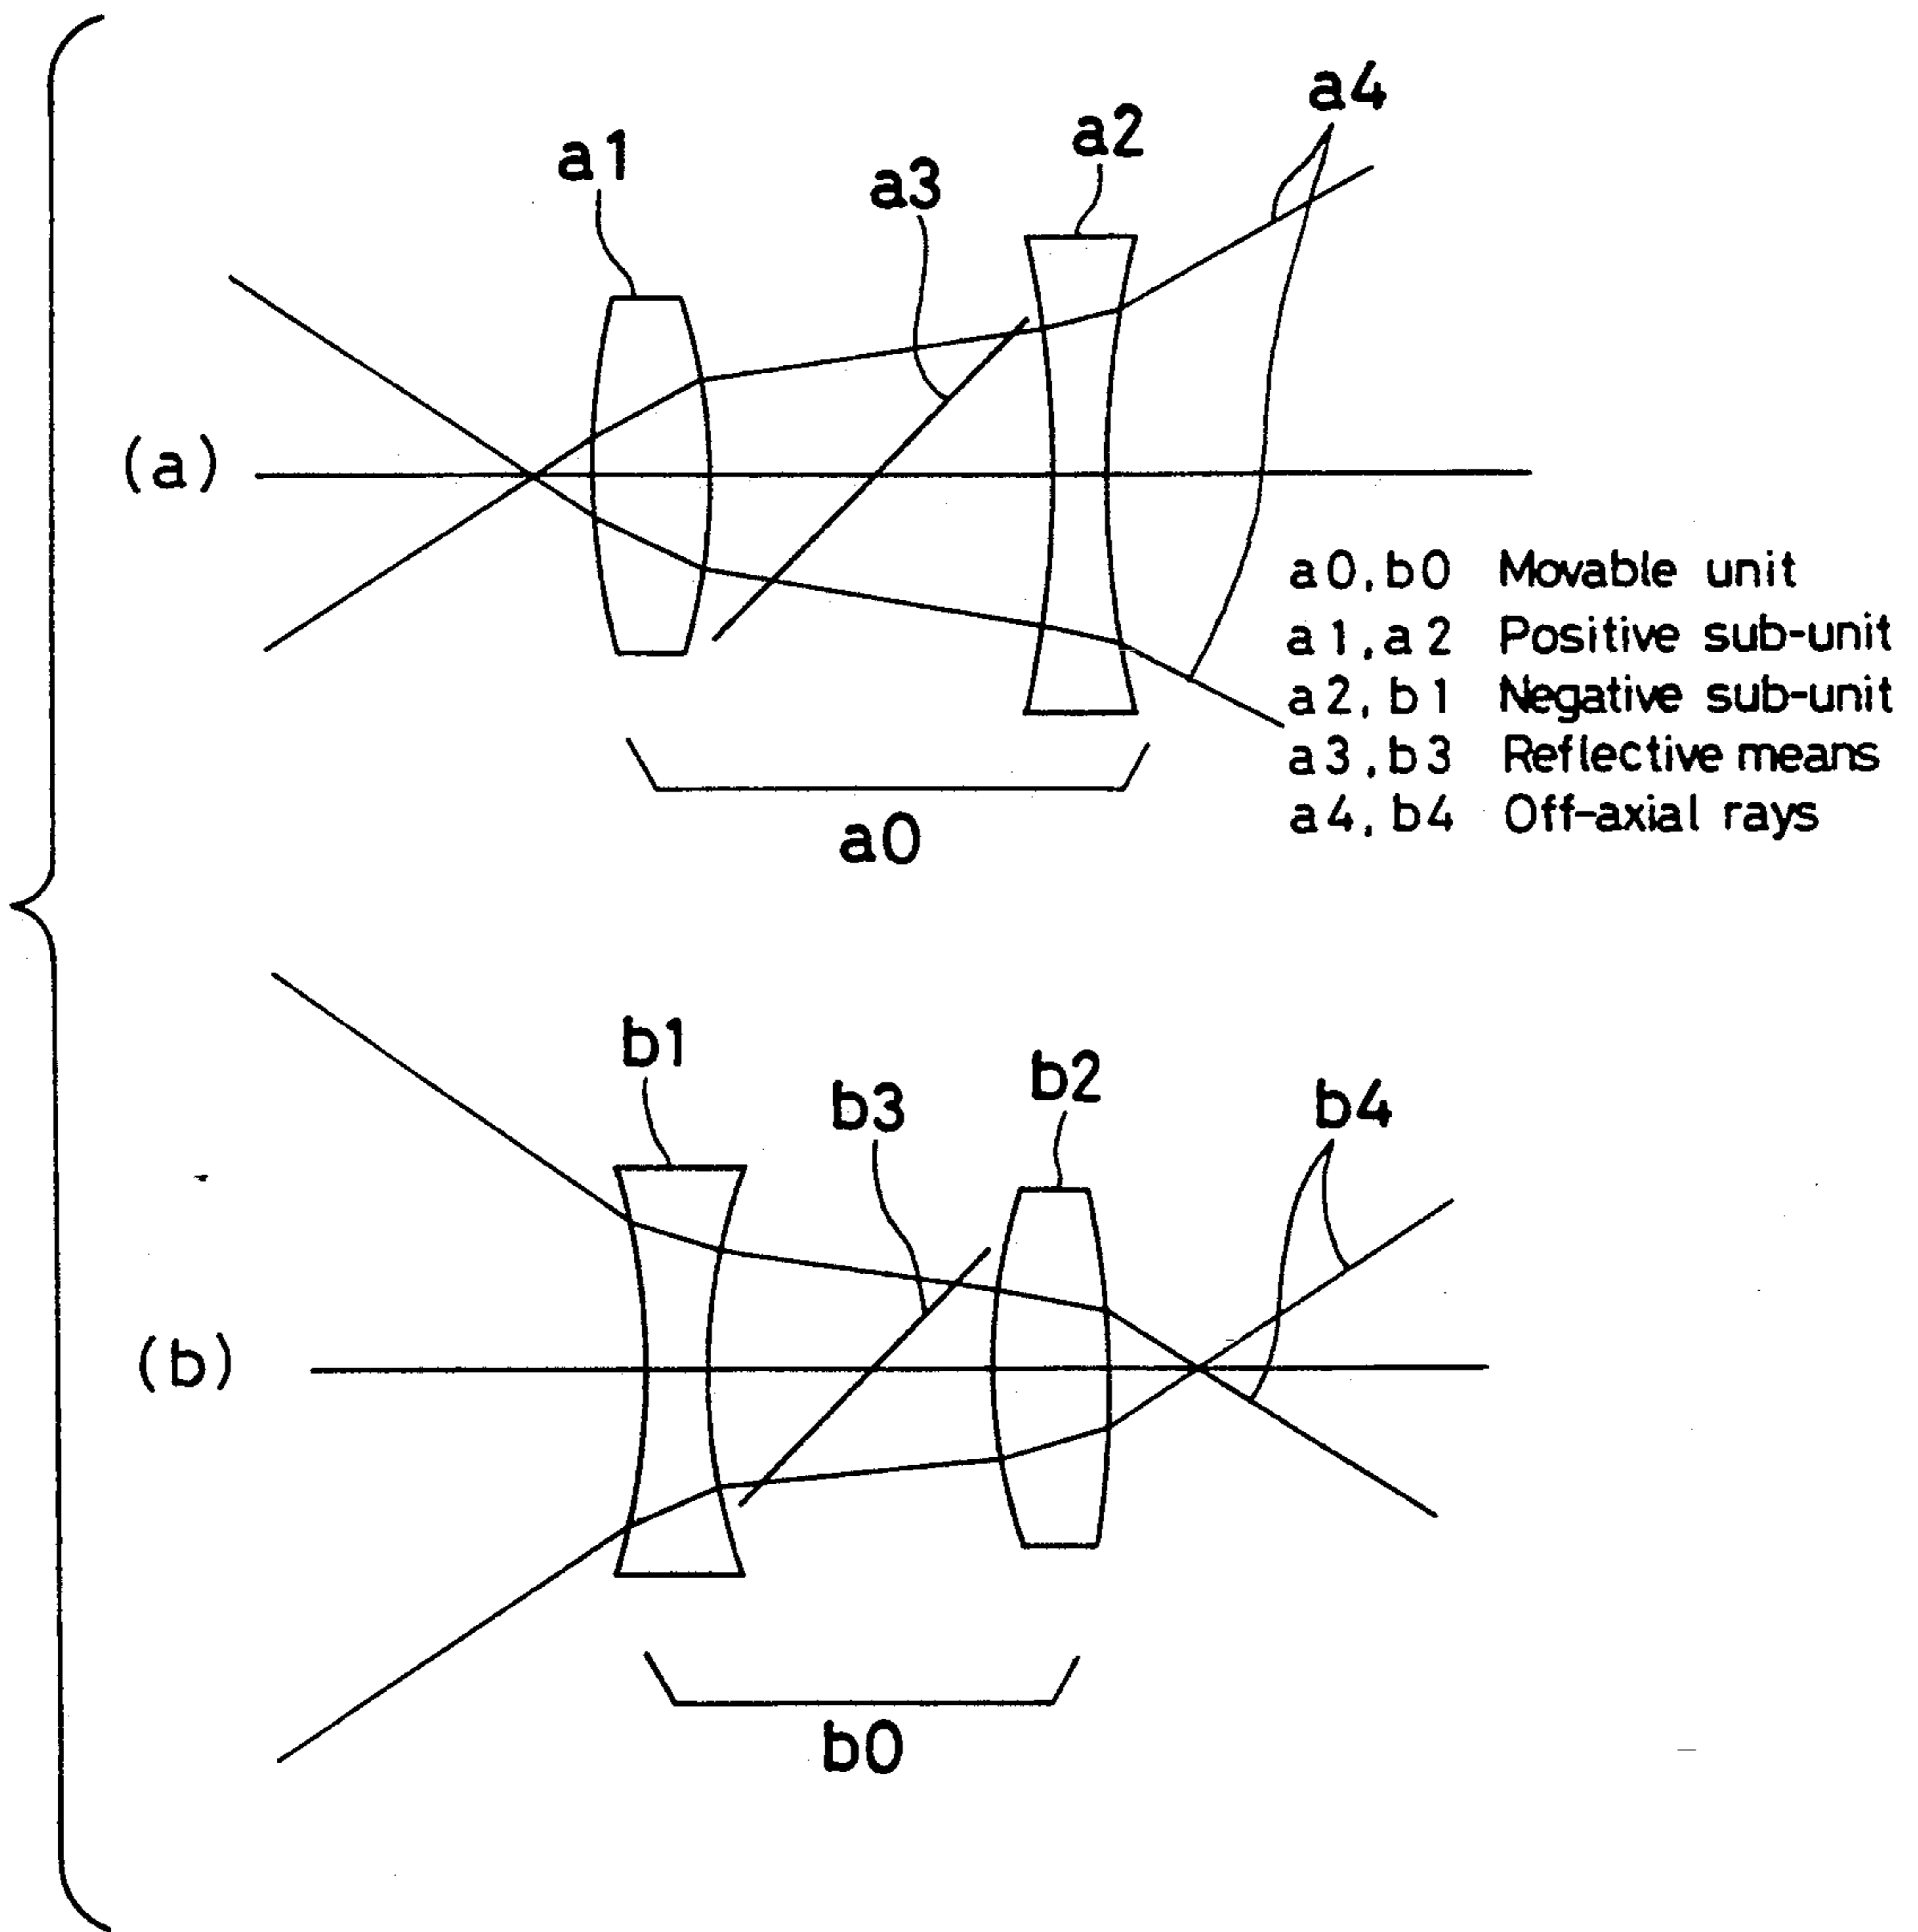 a4
a2
a1
a3
(a)
a0,b0 Movable unit
a1,a2 Positive sub-unit
a2,b1 Negative sub-unit
a3,b3 Reflective means
a4,b4 Off-axial rays
a0
b1
b2
b3
b4
(b)
b0